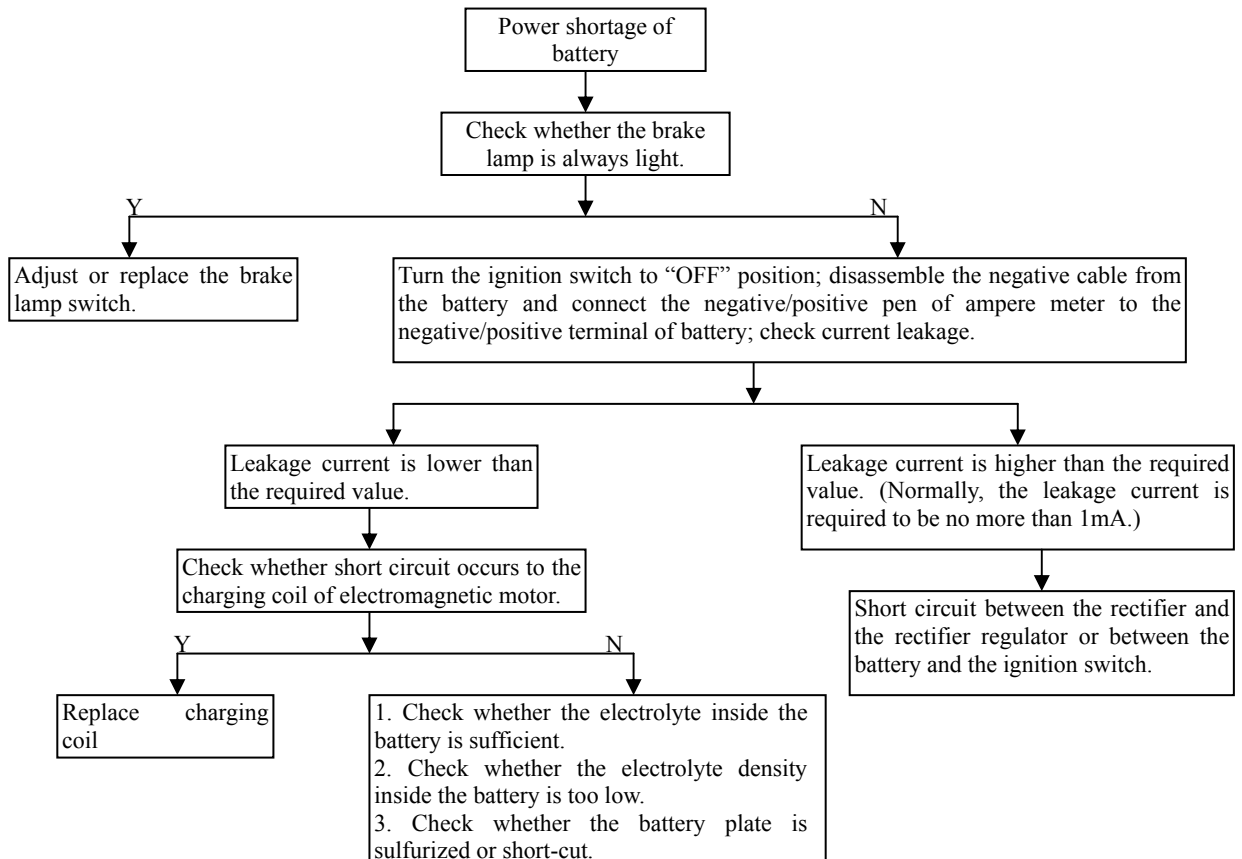 Power shortage of
battery
Check whether the brake
lamp is always light.
Y
N
Adjust or replace the brake
lamp switch.
Turn the ignition switch to “OFF” position; disassemble the negative cable from
the battery and connect the negative/positive pen of ampere meter to the
negative/positive terminal of battery; check current leakage.
Leakage current is lower than
the required value.
Leakage current is higher than the required
value. (Normally, the leakage current is
required to be no more than 1mA.)
Check whether short circuit occurs to the
charging coil of electromagnetic motor.
Short circuit between the rectifier and
the rectifier regulator or between the
battery and the ignition switch.
Y
N
Replace charging
coil
1. Check whether the electrolyte inside the
battery is sufficient.
2. Check whether the electrolyte density
inside the battery is too low.
3. Check whether the battery plate is
sulfurized or short-cut.